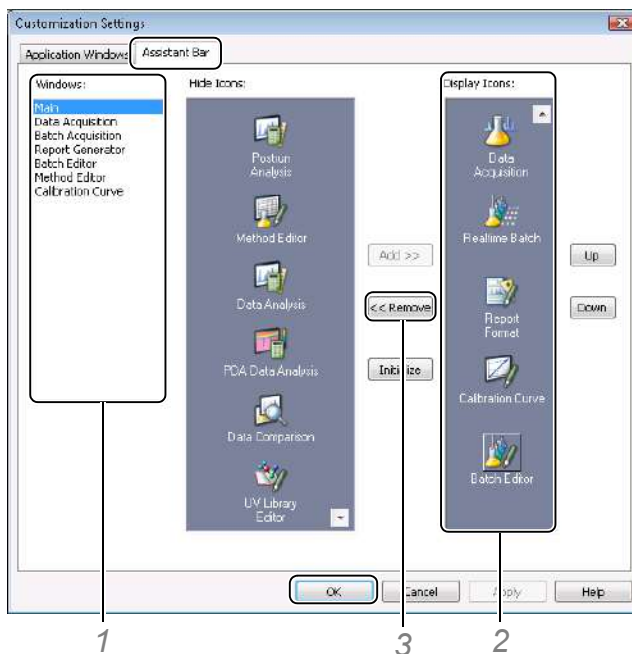 Customization Settings
Application Windows
Assistant Bar
Windows:
Main
Data Acquisition
Batch Acquisition
Report Generator
Batch Editor
Method Editor
Calibration Curve
Hide Icons:
Postrun
Analysis
Method Editor
Data Analysis
PDA Data Analysis
Data Comparison
UV Library
Editor
Add >>
<< Remove
Initialize
Display Icons:
Data
Acquisition
Realtime Batch
Report
Format
Calibration Curve
Batch Editor
Up
Down
OK
Cancel
Apply
Help
1
3
2